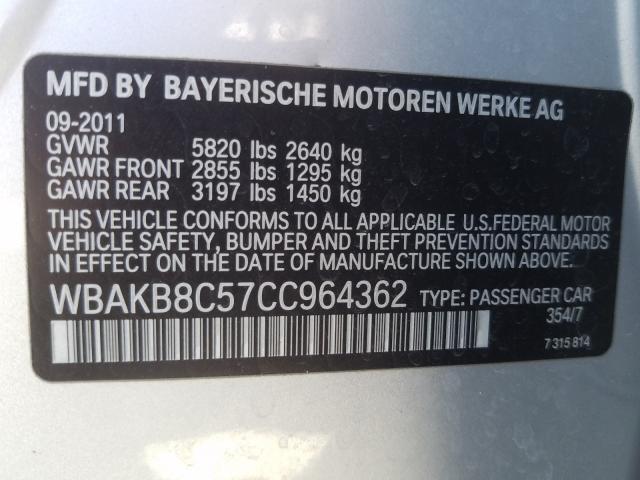 MFD BY BAYERISCHE MOTOREN WERKE AG
09-2011
GVWR 5820 lbs 2640 kg
GAWR FRONT 2855 lbs 1295 kg
GAWR REAR 3197 lbs 1450 kg
THIS VEHICLE CONFORMS TO ALL APPLICABLE U.S.FEDERAL MOTOR
VEHICLE SAFETY, BUMPER AND THEFT PREVENTION STANDARDS
IN EFFECT ON THE DATE OF MANUFACTURE SHOWN ABOVE.
WBAKB8C57CC964362 TYPE: PASSENGER CAR
354/7
7 315 814